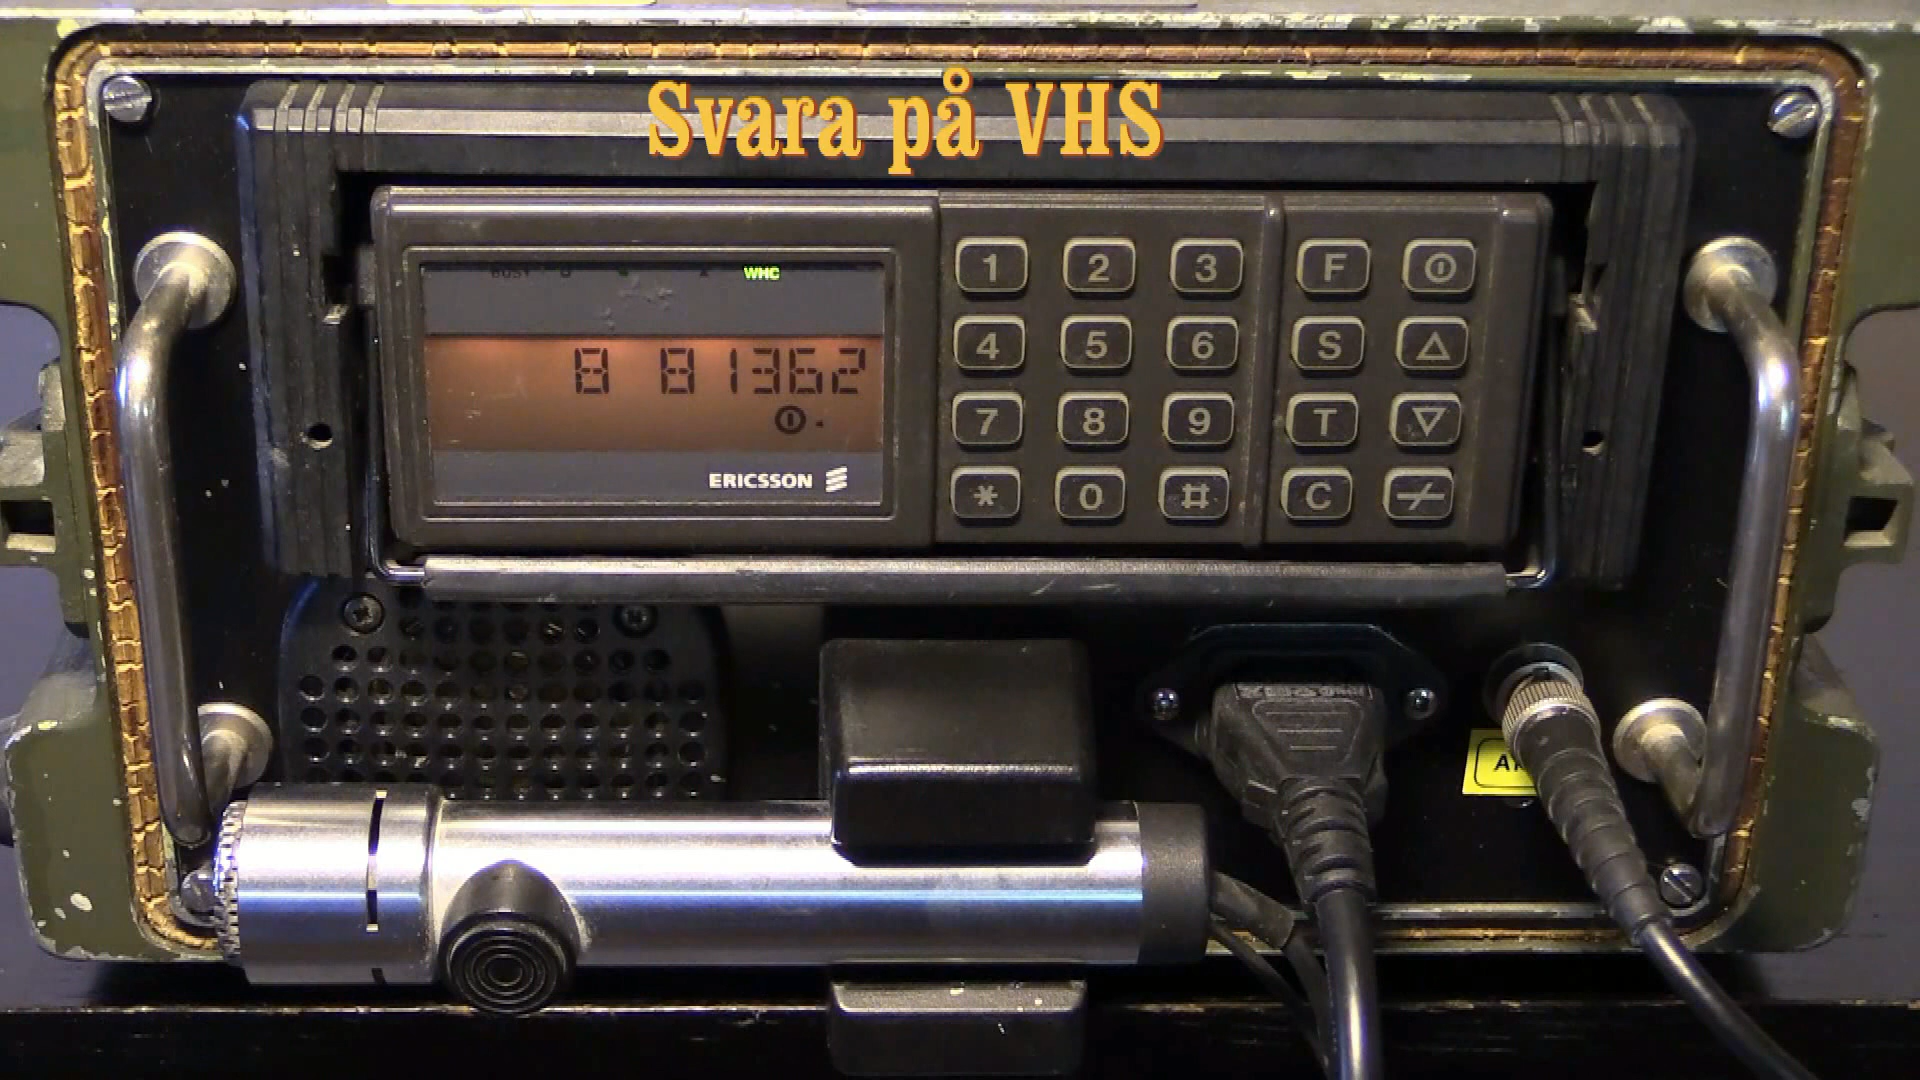 Svara på VHS
BUSY
WHC
8 81362
ERICSSON
1 2 3 F
4 5 6 S
7 8 9 T
* 0 # C